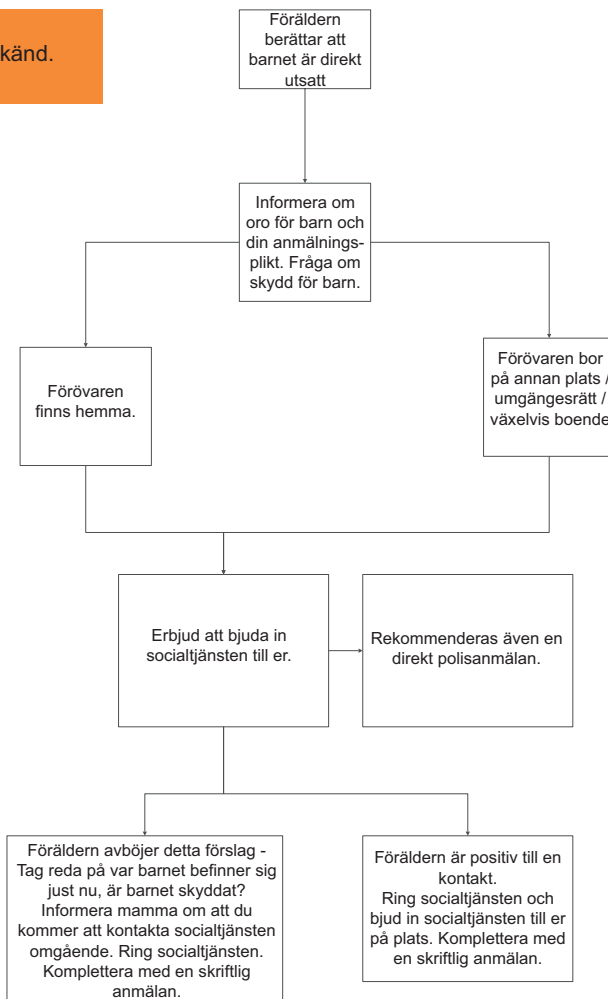 känd.
Föräldern
berättar att
barnet är direkt
utsatt
Informera om
oro för barn och
din anmälnings-
plikt. Fråga om
skydd för barn.
Förövaren
finns hemma.
Förövaren bor
på annan plats /
umgängesrätt /
växelvis boende
Erbjud att bjuda in
socialtjänsten till er.
Rekommenderas även en
direkt polisanmälan.
Föräldern avböjer detta förslag -
Tag reda på var barnet befinner sig
just nu, är barnet skyddat?
Informera mamma om att du
kommer att kontakta socialtjänsten
omgående. Ring socialtjänsten.
Komplettera med en skriftlig
anmälan.
Föräldern är positiv till en
kontakt.
Ring socialtjänsten och
bjud in socialtjänsten till er
på plats. Komplettera med
en skriftlig anmälan.